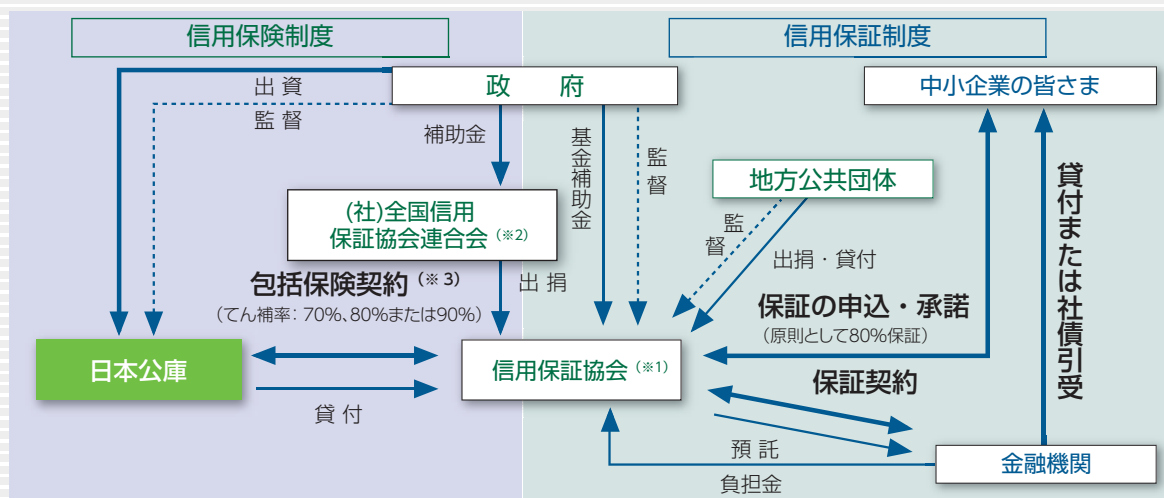 信用保険制度
信用保証制度
政府
中小企業の皆さま
出資
監督
補助金
基金補助金
監督
地方公共団体
監督
出捐・貸付
(社)全国信用
保証協会連合会(※2)
出捐
包括保険契約(※3)
(てん補率:70%、80%または90%)
保証の申込・承諾
(原則として80%保証)
貸付または社債引受
日本公庫
信用保証協会(※1)
貸付
保証契約
預託
負担金
金融機関